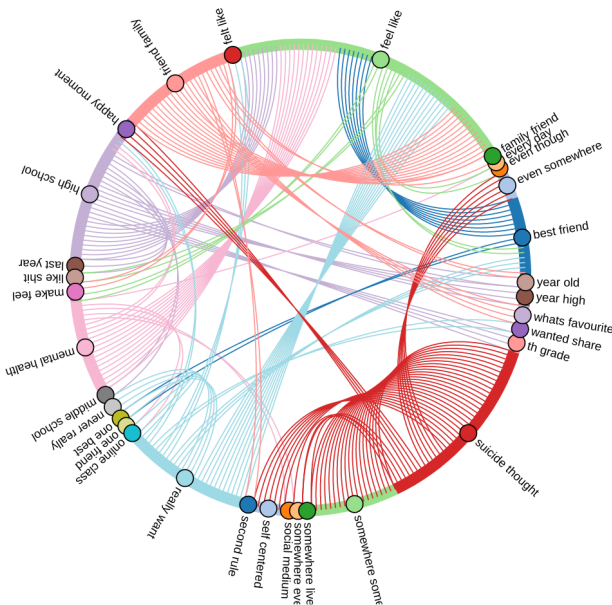 felt like
feel like
friend family
happy moment
family friend
every day
even though
even somewhere
high school
best friend
last year
like shit
make feel
year old
year high
whats favourite
wanted share
th grade
mental health
middle school
never really
one best
one friend
online class
suicide thought
really want
second rule
self centered
social medium
somewhere eve
somewhere live
somewhere some